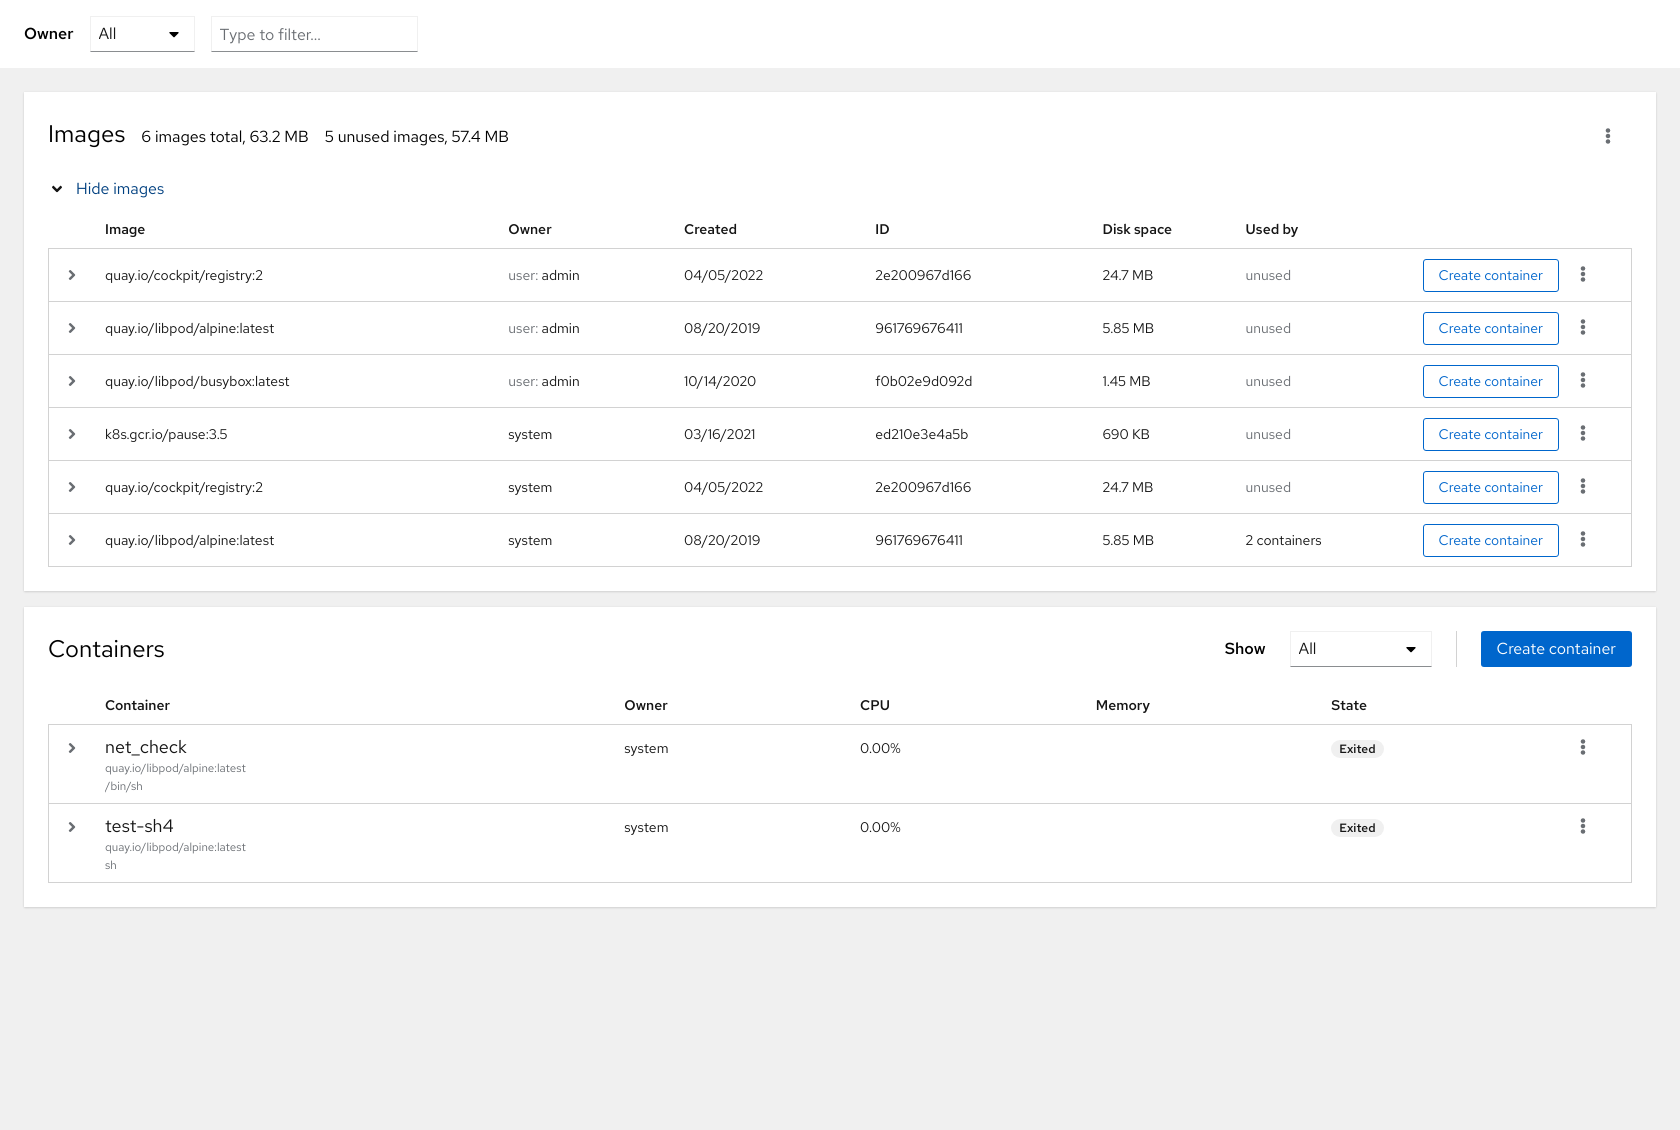 Owner All Type to filter...
Images 6 images total, 63.2 MB 5 unused images, 57.4 MB
Hide images
Image Owner Created ID Disk space Used by
quay.io/cockpit/registry:2 user: admin 04/05/2022 2e200967d166 24.7 MB unused Create container
quay.io/libpod/alpine:latest user: admin 08/20/2019 961769676411 5.85 MB unused Create container
quay.io/libpod/busybox:latest user: admin 10/14/2020 f0b02e9d092d 1.45 MB unused Create container
k8s.gcr.io/pause:3.5 system 03/16/2021 ed210e3e4a5b 690 KB unused Create container
quay.io/cockpit/registry:2 system 04/05/2022 2e200967d166 24.7 MB unused Create container
quay.io/libpod/alpine:latest system 08/20/2019 961769676411 5.85 MB 2 containers Create container
Containers Show All Create container
Container Owner CPU Memory State
net_check system 0.00% Exited
quay.io/libpod/alpine:latest
/bin/sh
test-sh4 system 0.00% Exited
quay.io/libpod/alpine:latest
sh